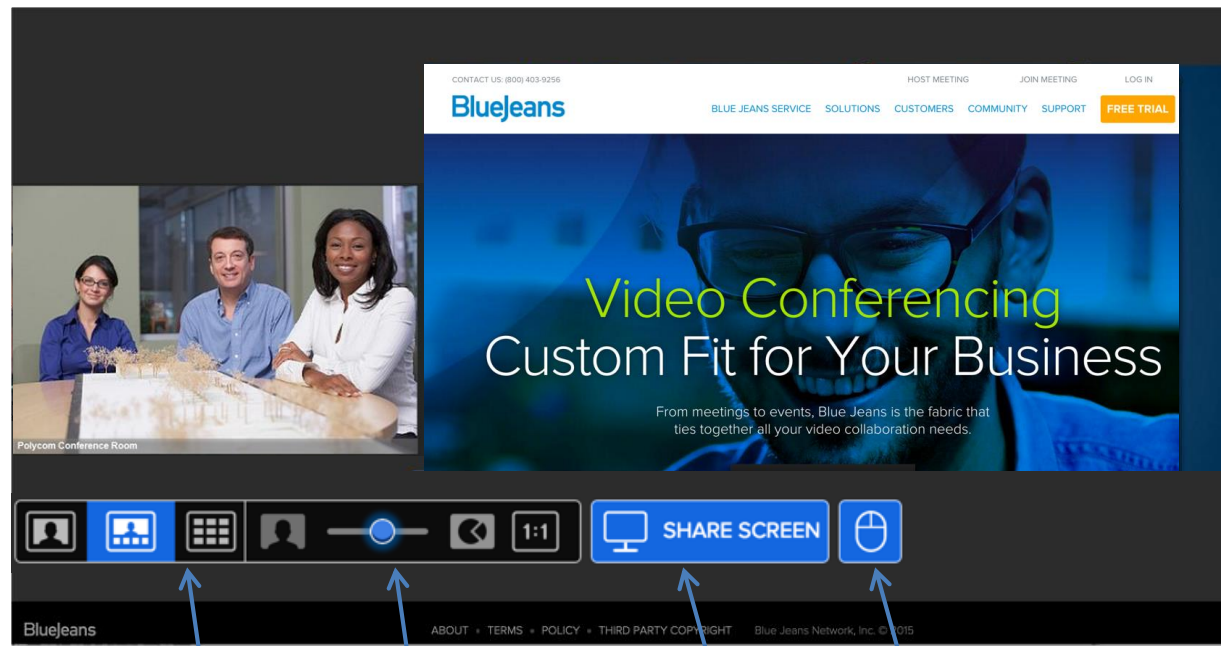 CONTACT US: (800) 403-9256
HOST MEETING JOIN MEETING LOG IN
BlueJeans
BLUE JEANS SERVICE SOLUTIONS CUSTOMERS COMMUNITY SUPPORT FREE TRIAL
Video Conferencing
Custom Fit for Your Business
From meetings to events, Blue Jeans is the fabric that
ties together all your video collaboration needs.
Polycom Conference Room
1:1 SHARE SCREEN
BlueJeans ABOUT • TERMS • POLICY • THIRD PARTY COPYRIGHT Blue Jeans Network, Inc. © 2015